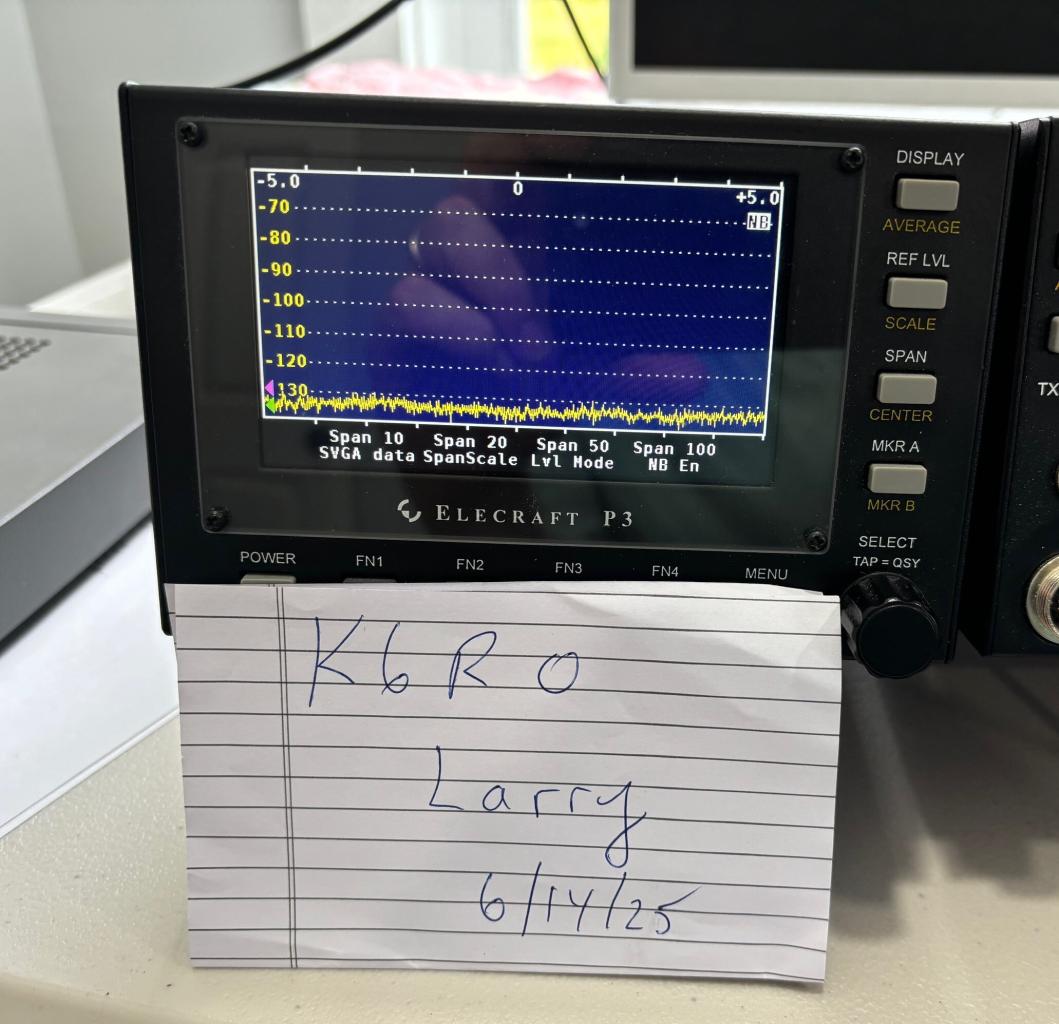 -5.0 0 +5.0
-70 NB
-80
-90
-100
-110
-120
130
Span 10 Span 20 Span 50 Span 100
SVGA data SpanScale Lvl Mode NB En
ELECRAFT P3
DISPLAY
AVERAGE
REF LVL
SCALE
SPAN
CENTER
MKR A
MKR B
SELECT
TAP = QSY
POWER FN1 FN2 FN3 FN4 MENU
TX
K6RO
Larry
6/14/25